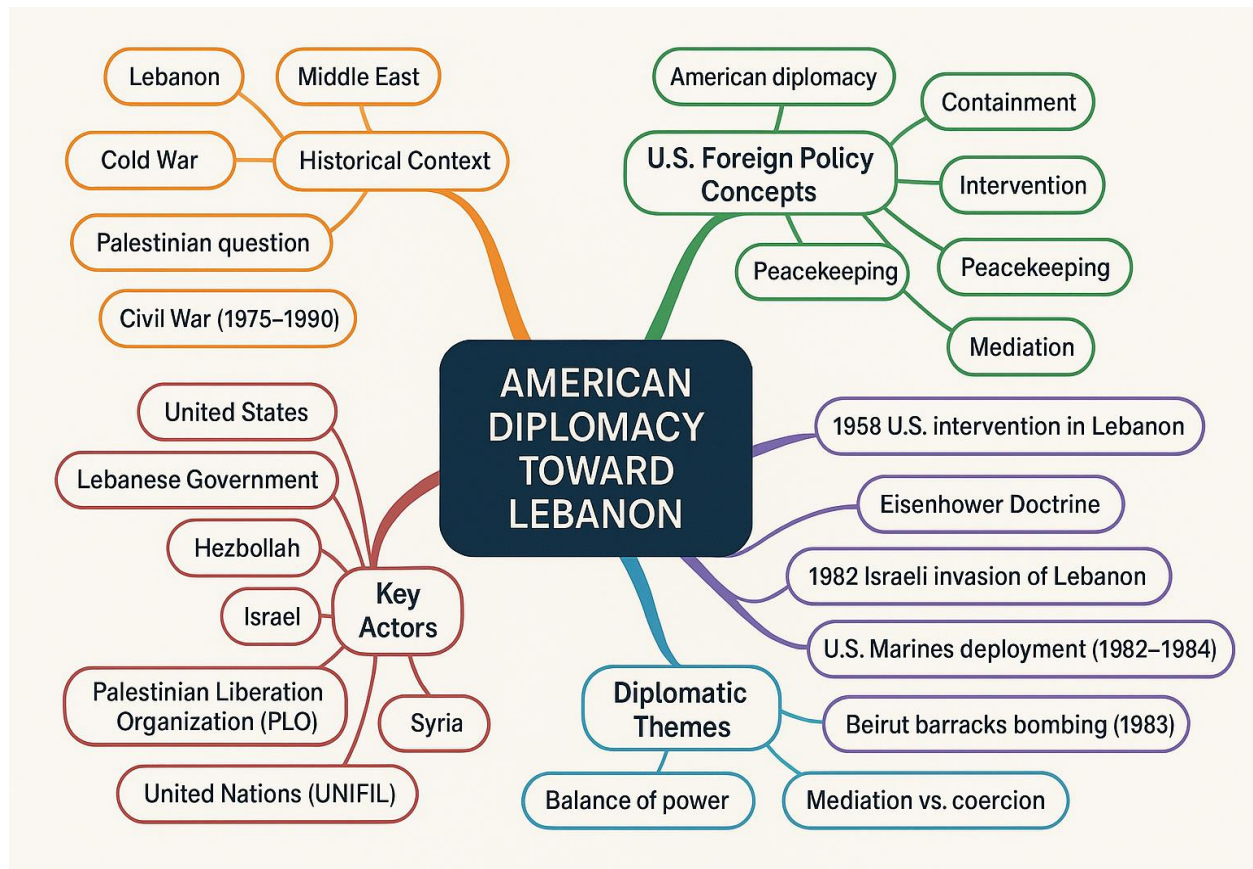 AMERICAN
DIPLOMACY
TOWARD
LEBANON
Historical Context
Lebanon
Middle East
Cold War
Palestinian question
Civil War (1975–1990)
U.S. Foreign Policy
Concepts
American diplomacy
Containment
Intervention
Peacekeeping
Peacekeeping
Mediation
Key
Actors
United States
Lebanese Government
Hezbollah
Israel
Palestinian Liberation
Organization (PLO)
Syria
United Nations (UNIFIL)
1958 U.S. intervention in Lebanon
Eisenhower Doctrine
1982 Israeli invasion of Lebanon
U.S. Marines deployment (1982–1984)
Beirut barracks bombing (1983)
Diplomatic
Themes
Balance of power
Mediation vs. coercion